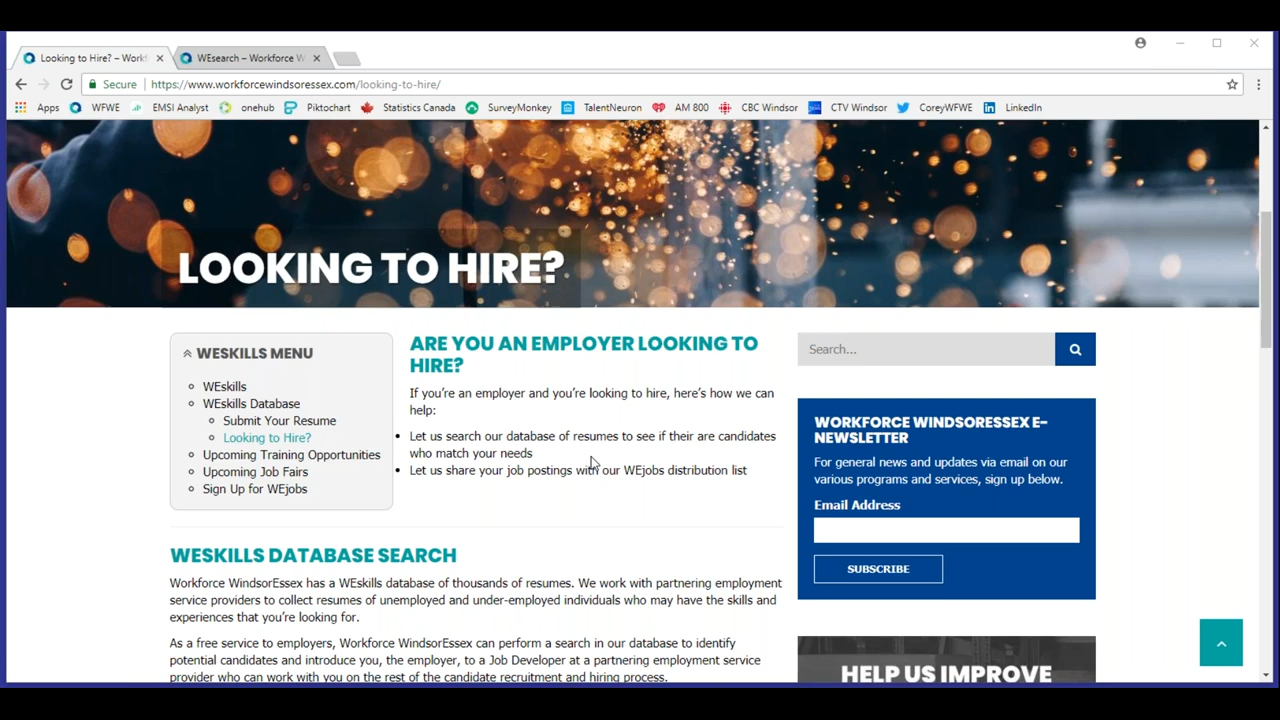 Looking to Hire? – Work
WEsearch – Workforce W
Secure
https://www.workforcewindsoressex.com/looking-to-hire/
Apps WFWE EMSI Analyst onehub Piktochart Statistics Canada SurveyMonkey TalentNeuron AM 800 CBC Windsor CTV Windsor CoreyWFWE LinkedIn
LOOKING TO HIRE?
WESKILLS MENU
WEskills
WEskills Database
Submit Your Resume
Looking to Hire?
Upcoming Training Opportunities
Upcoming Job Fairs
Sign Up for WEjobs
ARE YOU AN EMPLOYER LOOKING TO
HIRE?
If you're an employer and you're looking to hire, here's how we can
help:
Let us search our database of resumes to see if their are candidates
who match your needs
Let us share your job postings with our WEjobs distribution list
WESKILLS DATABASE SEARCH
Workforce WindsorEssex has a WEskills database of thousands of resumes. We work with partnering employment
service providers to collect resumes of unemployed and under-employed individuals who may have the skills and
experiences that you're looking for.
As a free service to employers, Workforce WindsorEssex can perform a search in our database to identify
potential candidates and introduce you, the employer, to a Job Developer at a partnering employment service
provider who can work with you on the rest of the candidate recruitment and hiring process.
Search...
WORKFORCE WINDSORESSEX E-
NEWSLETTER
For general news and updates via email on our
various programs and services, sign up below.
Email Address
SUBSCRIBE
HELP US IMPROVE